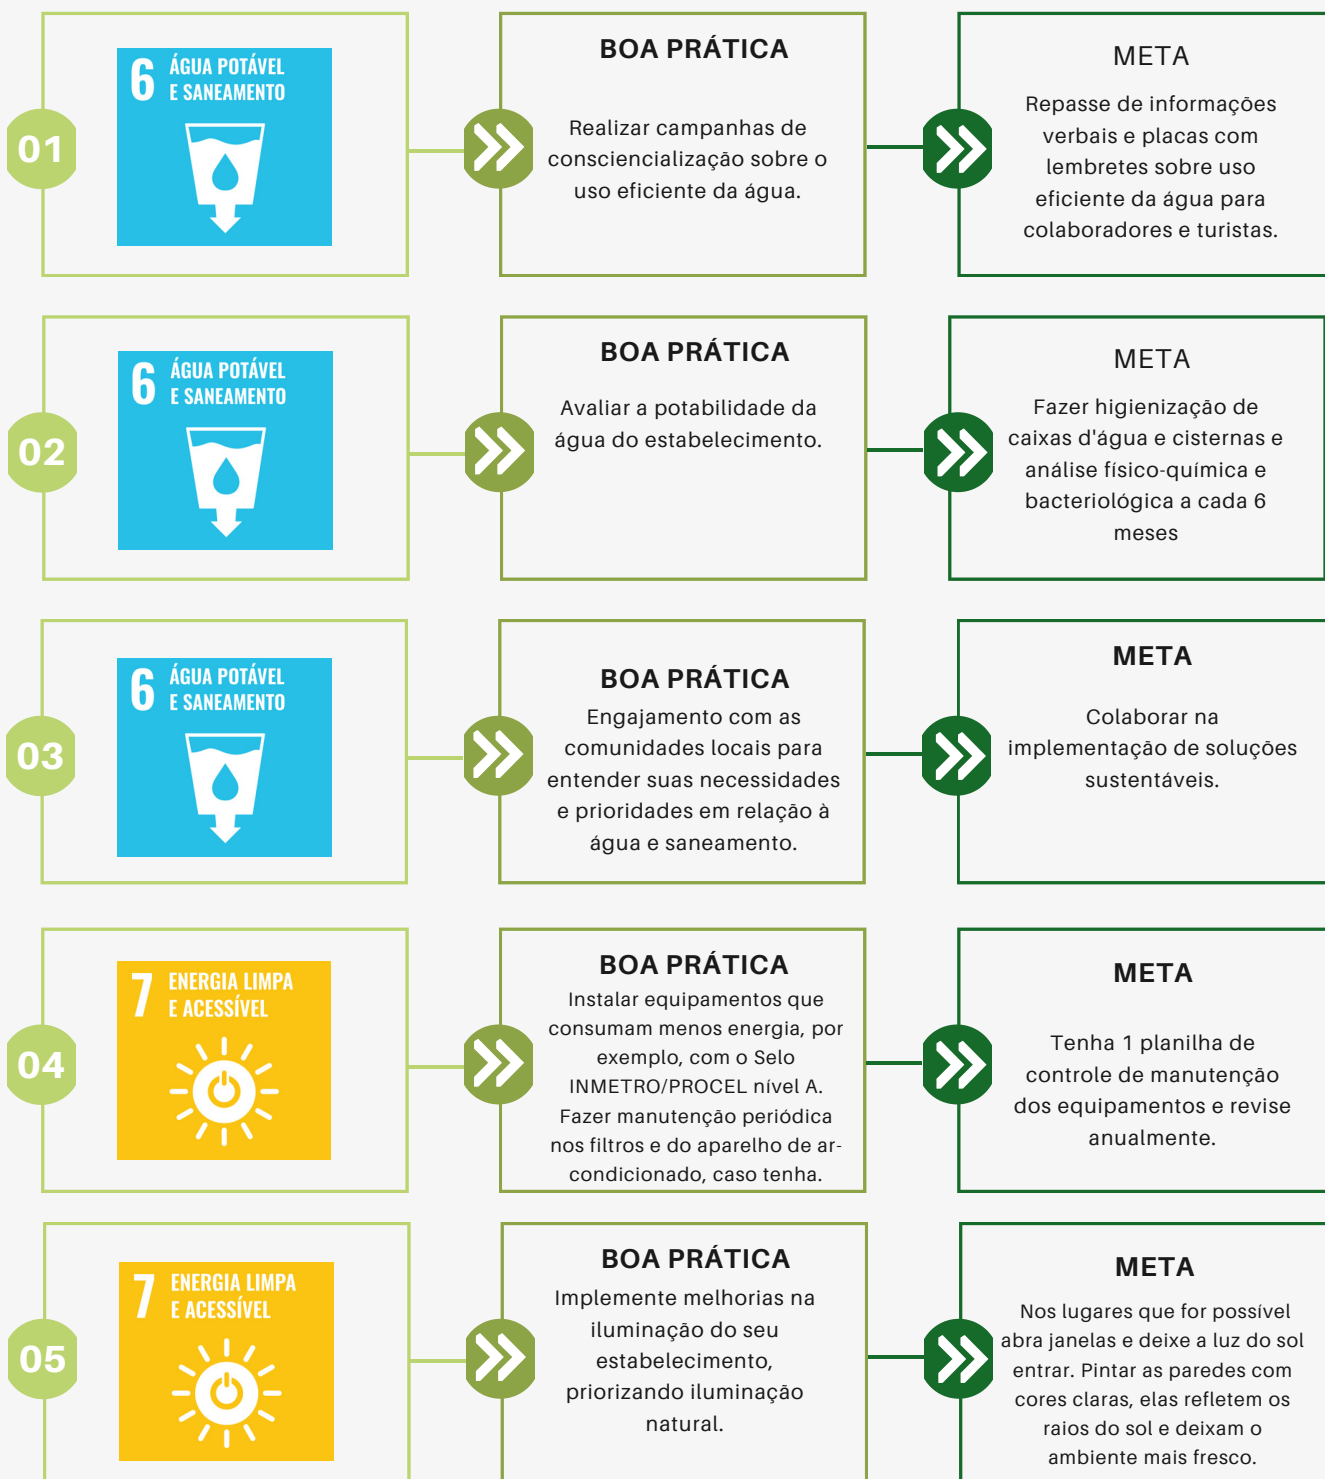 01
6 ÁGUA POTÁVEL
E SANEAMENTO
BOA PRÁTICA
Realizar campanhas de
consciencialização sobre o
uso eficiente da água.
META
Repasse de informações
verbais e placas com
lembretes sobre uso
eficiente da água para
colaboradores e turistas.
02
6 ÁGUA POTÁVEL
E SANEAMENTO
BOA PRÁTICA
Avaliar a potabilidade da
água do estabelecimento.
META
Fazer higienização de
caixas d'água e cisternas e
análise físico-química e
bacteriológica a cada 6
meses
03
6 ÁGUA POTÁVEL
E SANEAMENTO
BOA PRÁTICA
Engajamento com as
comunidades locais para
entender suas necessidades
e prioridades em relação à
água e saneamento.
META
Colaborar na
implementação de soluções
sustentáveis.
04
7 ENERGIA LIMPA
E ACESSÍVEL
BOA PRÁTICA
Instalar equipamentos que
consumam menos energia, por
exemplo, com o Selo
INMETRO/PROCEL nível A.
Fazer manutenção periódica
nos filtros e do aparelho de ar-
condicionado, caso tenha.
META
Tenha 1 planilha de
controle de manutenção
dos equipamentos e revise
anualmente.
05
7 ENERGIA LIMPA
E ACESSÍVEL
BOA PRÁTICA
Implemente melhorias na
iluminação do seu
estabelecimento,
priorizando iluminação
natural.
META
Nos lugares que for possível
abra janelas e deixe a luz do sol
entrar. Pintar as paredes com
cores claras, elas refletem os
raios do sol e deixam o
ambiente mais fresco.